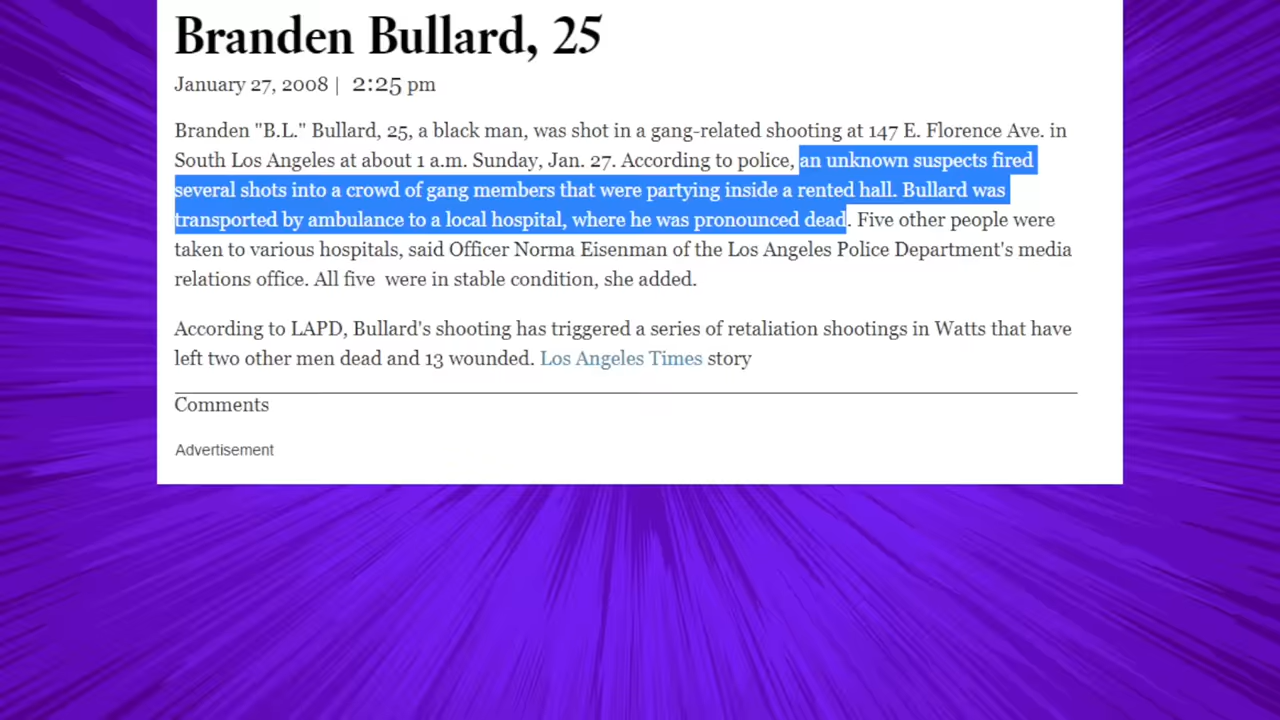 Branden Bullard, 25
January 27, 2008 | 2:25 pm
Branden "B.L." Bullard, 25, a black man, was shot in a gang-related shooting at 147 E. Florence Ave. in
South Los Angeles at about 1 a.m. Sunday, Jan. 27. According to police, an unknown suspects fired
several shots into a crowd of gang members that were partying inside a rented hall. Bullard was
transported by ambulance to a local hospital, where he was pronounced dead. Five other people were
taken to various hospitals, said Officer Norma Eisenman of the Los Angeles Police Department's media
relations office. All five were in stable condition, she added.
According to LAPD, Bullard's shooting has triggered a series of retaliation shootings in Watts that have
left two other men dead and 13 wounded. Los Angeles Times story
Comments
Advertisement